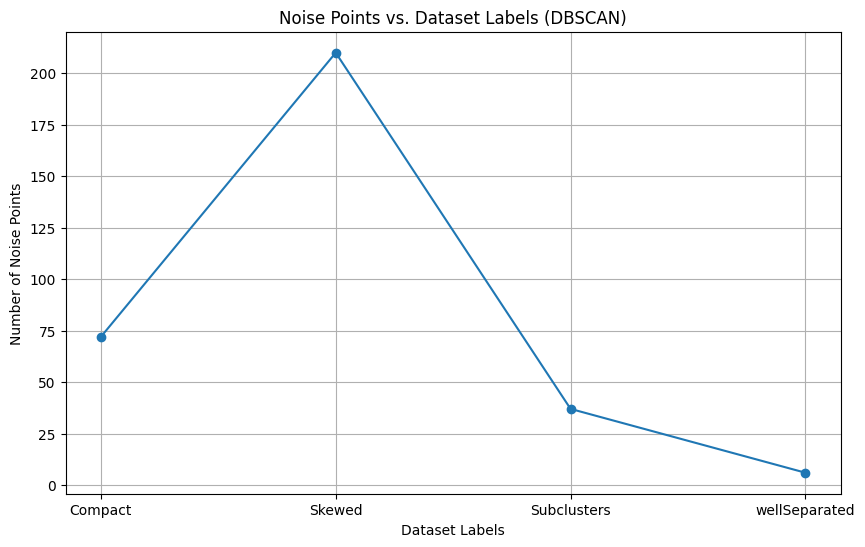 Noise Points vs. Dataset Labels (DBSCAN)
Number of Noise Points
200
175
150
125
100
75
50
25
0
Compact
Skewed
Subclusters
wellSeparated
Dataset Labels